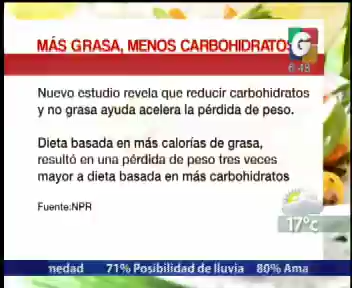 MÁS GRASA, MENOS CARBOHIDRATOS
G
6:48
Nuevo estudio revela que reducir carbohidratos
y no grasa ayuda acelera la pérdida de peso.
Dieta basada en más calorías de grasa,
resultó en una pérdida de peso tres veces
mayor a dieta basada en más carbohidratos
Fuente:NPR
17°c
medad 71% Posibilidad de lluvia 80% Ama